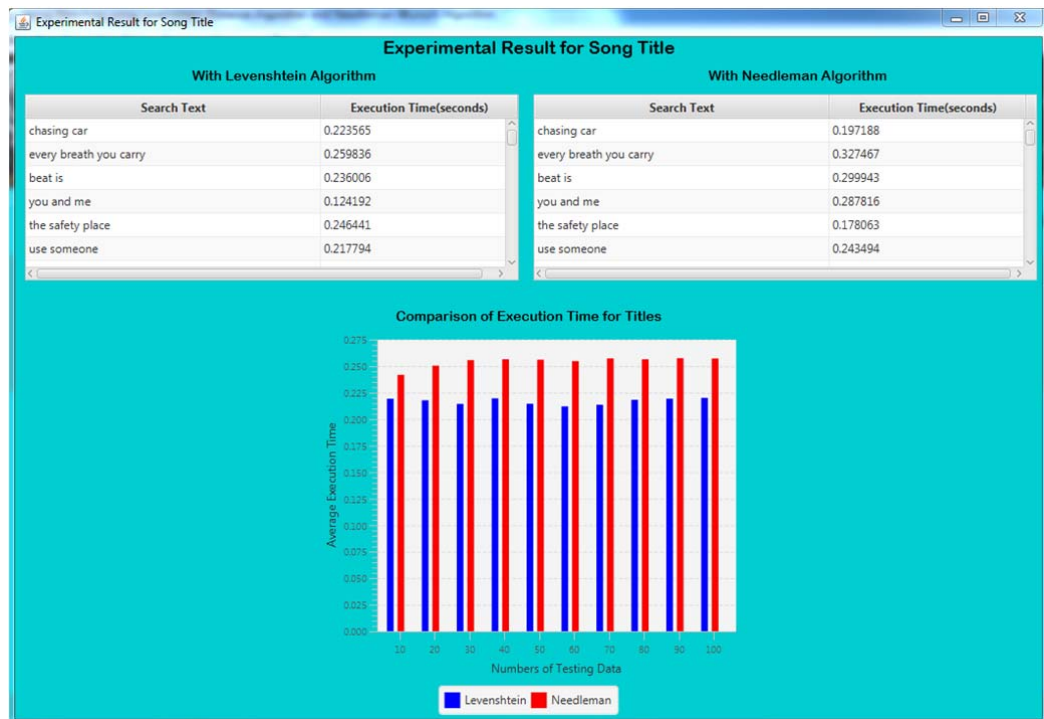 Experimental Result for Song Title
Experimental Result for Song Title
With Levenshtein Algorithm
Search Text Execution Time(seconds)
chasing car 0.223565
every breath you carry 0.259836
beat is 0.236006
you and me 0.124192
the safety place 0.246441
use someone 0.217794
With Needleman Algorithm
Search Text Execution Time(seconds)
chasing car 0.197188
every breath you carry 0.327467
beat is 0.299943
you and me 0.287816
the safety place 0.178063
use someone 0.243494
Comparison of Execution Time for Titles
Average Execution Time
0.275
0.250
0.225
0.200
0.175
0.150
0.125
0.100
0.075
0.050
0.025
0.000
10 20 30 40 50 60 70 80 90 100
Numbers of Testing Data
Levenshtein Needleman